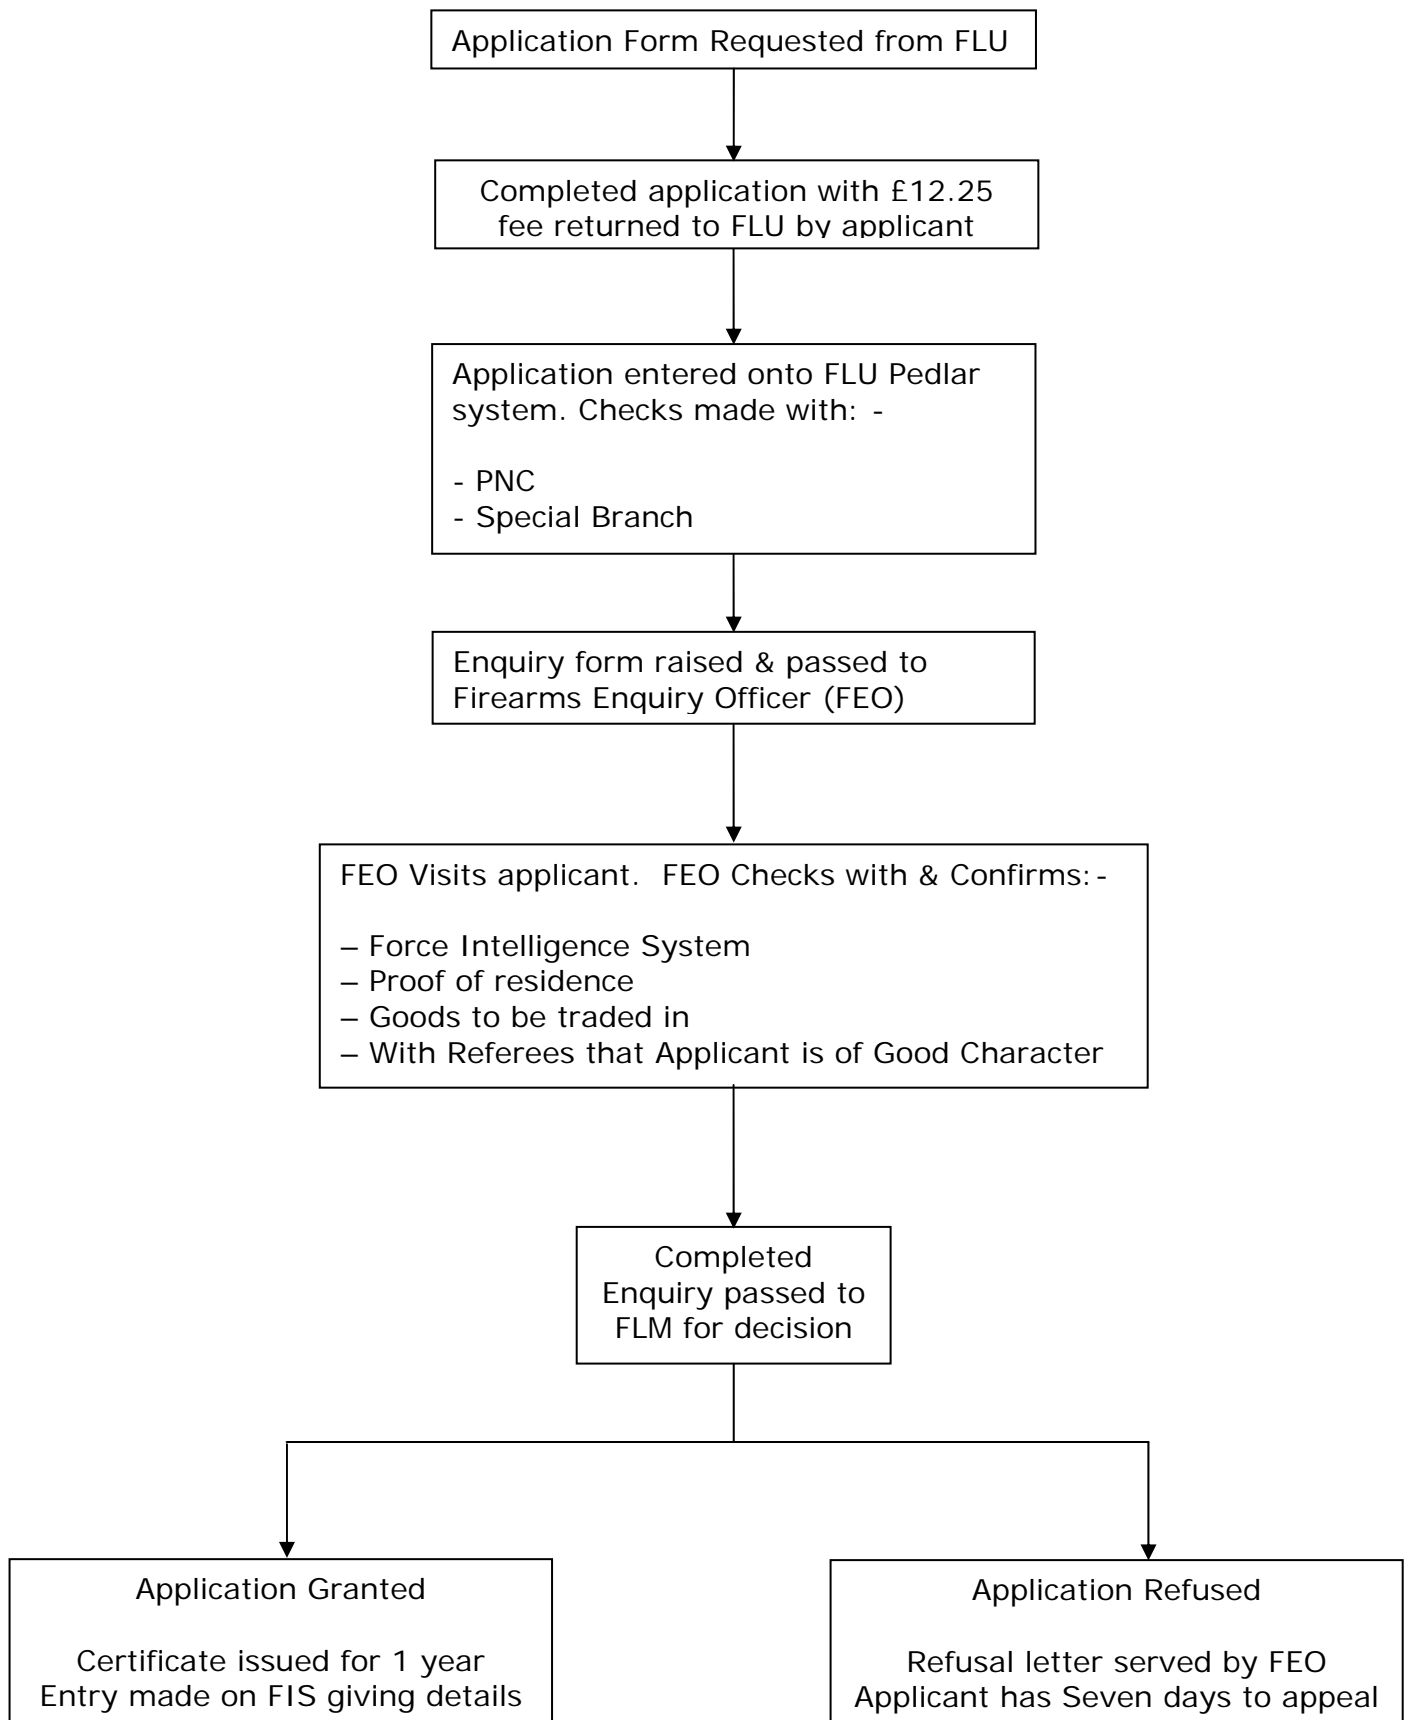 Application Form Requested from FLU
Completed application with £12.25
fee returned to FLU by applicant
Application entered onto FLU Pedlar
system. Checks made with: -
- PNC
- Special Branch
Enquiry form raised & passed to
Firearms Enquiry Officer (FEO)
FEO Visits applicant.  FEO Checks with & Confirms:-
– Force Intelligence System
– Proof of residence
– Goods to be traded in
– With Referees that Applicant is of Good Character
Completed
Enquiry passed to
FLM for decision
Application Granted
Certificate issued for 1 year
Entry made on FIS giving details
Application Refused
Refusal letter served by FEO
Applicant has Seven days to appeal